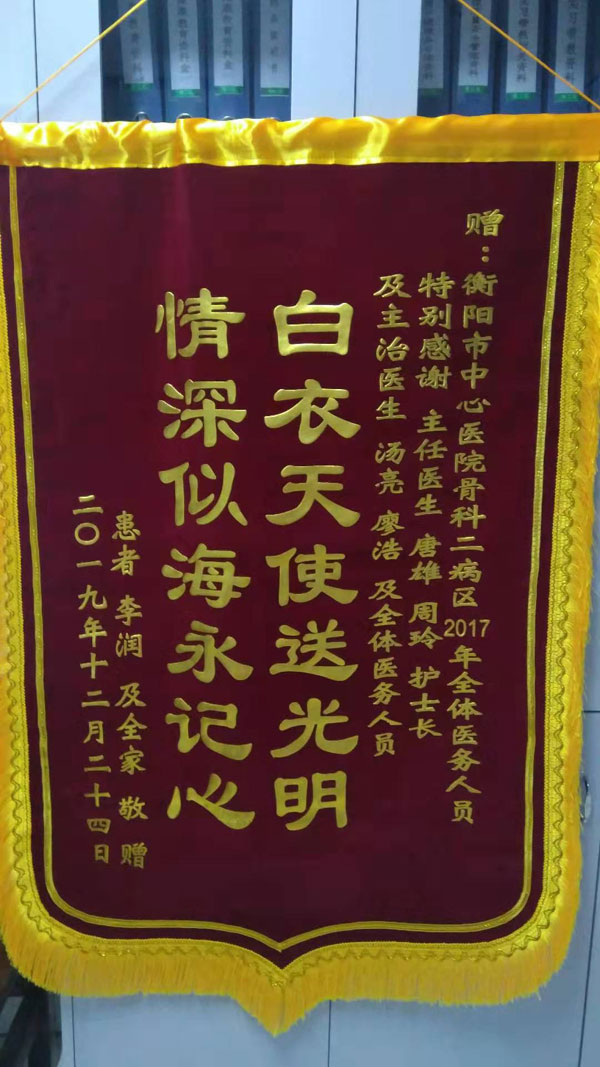 赠：衡阳市中心医院骨科二病区2017年全体医务人员
特别感谢 主任医生 唐雄 周玲 护士长
及主治医生 汤亮 廖浩 及全体医务人员
白衣天使送光明
情深似海永记心
患者 李润 及全家 敬赠
二〇一九年十二月二十四日